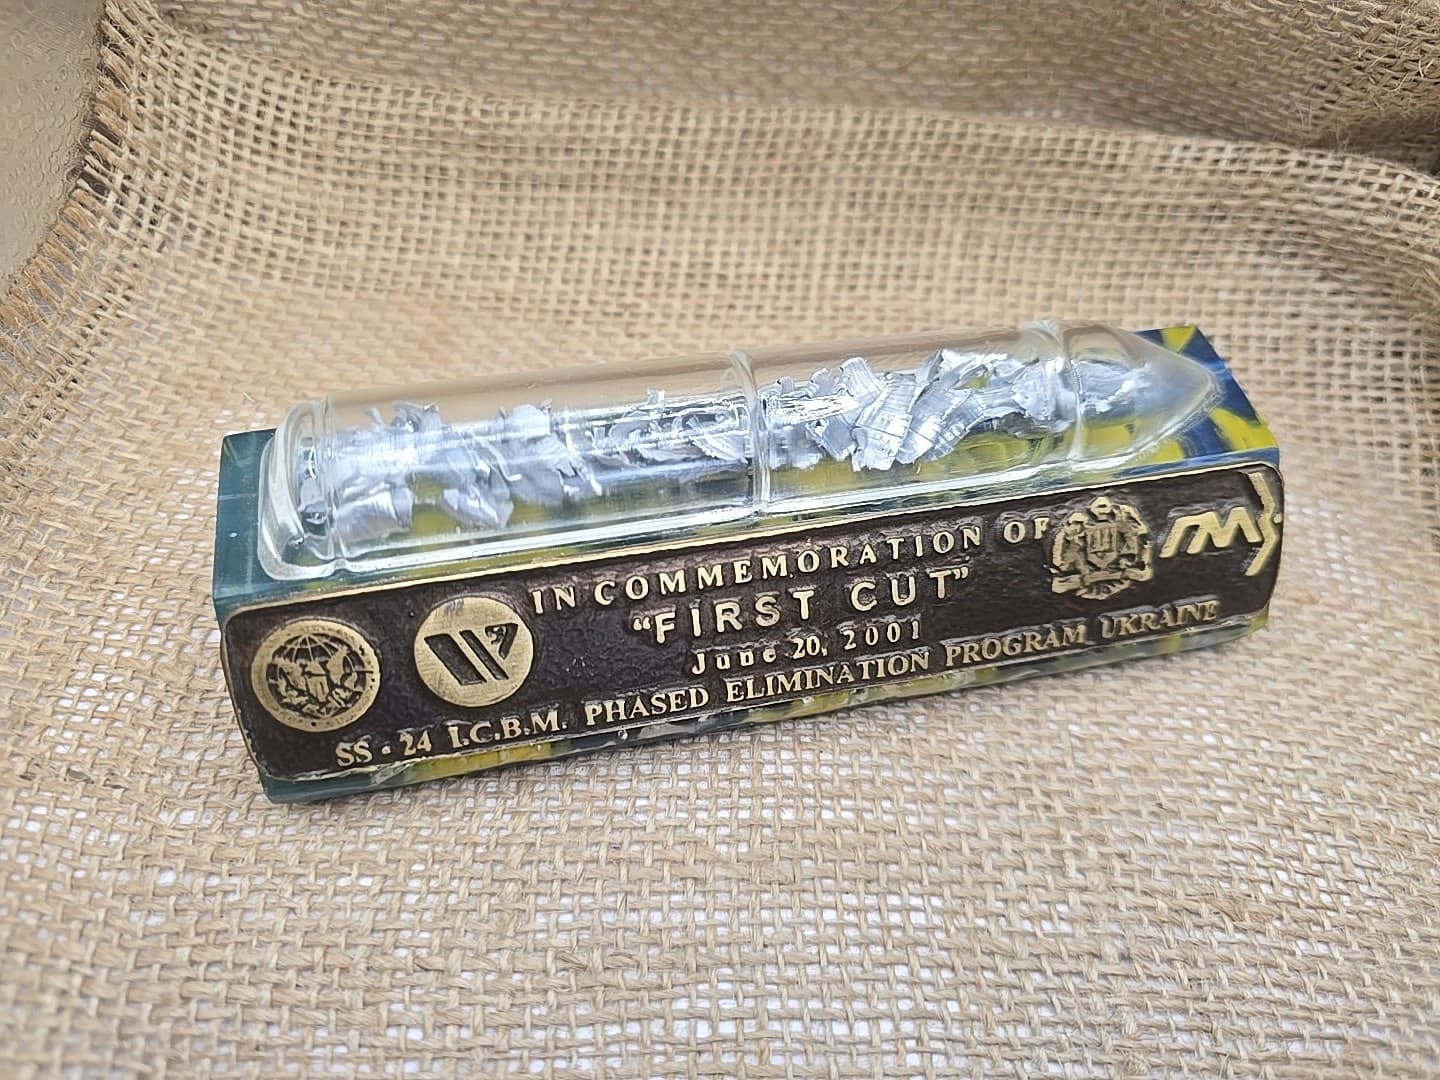 IN COMMEMORATION OF
“FIRST CUT”
June 20, 2001
SS - 24 I.C.B.M. PHASED ELIMINATION PROGRAM UKRAINE